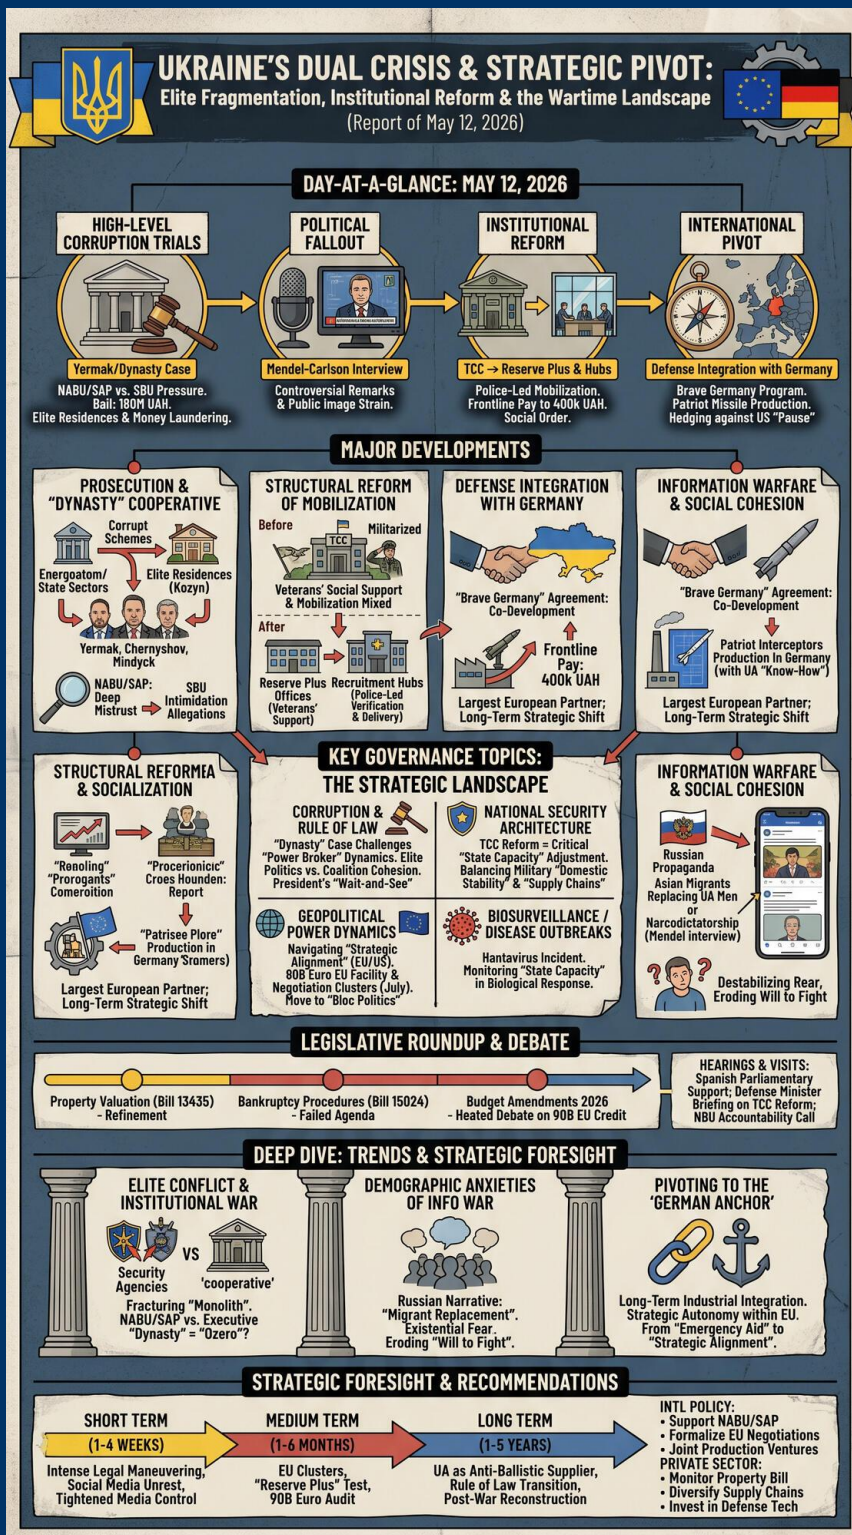 UKRAINE'S DUAL CRISIS & STRATEGIC PIVOT:
Elite Fragmentation, Institutional Reform & the Wartime Landscape
(Report of May 12, 2026)
DAY-AT-A-GLANCE: MAY 12, 2026
HIGH-LEVEL
CORRUPTION TRIALS
Yermak/Dynasty Case
NABU/SAP vs. SBU Pressure.
Bail: 180M UAH.
Elite Residences & Money Laundering.
POLITICAL
FALLOUT
Mendel-Carlson Interview
Controversial Remarks
& Public image Strain.
INSTITUTIONAL
REFORM
TCC → Reserve Plus & Hubs
Police-Led Mobilization.
Frontline Pay to 400k UAH.
Social Order.
INTERNATIONAL
PIVOT
Defense Integration with Germany
Brave Germany Program.
Patriot Missile Production.
Hedging against US "Pause"
MAJOR DEVELOPMENTS
PROSECUTION &
"DYNASTY" COOPERATIVE
Corrupt
Schemes
Energoatom/
State Sectors
Elite Residences
(Kozyn)
Yermak, Chernyshov,
Mindyck
NABU/SAP:
Deep
Mistrust
SBU
Intimidation
Allegations
STRUCTURAL REFORM
OF MOBILIZATION
Before
Militarized
TCC
Veterans' Social Support
& Mobilization Mixed
After
Reserve Plus
Offices
(Veterans'
Support)
Recruitment Hubs
(Police-Led
Verification
& Delivery)
DEFENSE INTEGRATION
WITH GERMANY
"Brave Germany" Agreement:
Co-Development
Frontline
Pay:
400k UAH
Largest European Partner;
Long-Term Strategic Shift
INFORMATION WARFARE
& SOCIAL COHESION
"Brave Germany" Agreement:
Co-Development
Patriot Interceptors
Production In Germany
(with UA "Know-How")
Largest European Partner;
Long-Term Strategic Shift
STRUCTURAL REFORMEA
& SOCIALIZATION
"Renoling"
"Prorogants"
Comeroition
"Procerionicic"
Croes Hounden:
Report
"Patrisee Plore"
Production in
Germany 'Sromers)
Largest European Partner;
Long-Term Strategic Shift
KEY GOVERNANCE TOPICS:
THE STRATEGIC LANDSCAPE
CORRUPTION &
RULE OF LAW
"Dynasty" Case Challenges
"Power Broker" Dynamics. Elite
Politics vs. Coalition Cohesion.
President's "Wait-and-See"
NATIONAL SECURITY
ARCHITECTURE
TCC Reform = Critical
"State Capacity" Adjustment.
Balancing Military "Domestic
Stability" & "Supply Chains"
GEOPOLITICAL
POWER DYNAMICS
Navigating "Strategic
Alignment" (EU/US).
80B Euro EU Facility &
Negotiation Clusters (July).
Move to "Bloc Politics"
BIOSURVEILLANCE /
DISEASE OUTBREAKS
Hantavirus Incident.
Monitoring "State Capacity"
in Biological Response.
INFORMATION WARFARE
& SOCIAL COHESION
Russian
Propaganda
Asian Migrants
Replacing UA Men
or
Narcodictatorship
(Mendel interview)
Destabilizing Rear,
Eroding Will to Fight
LEGISLATIVE ROUNDUP & DEBATE
Property Valuation (Bill 13435)
- Refinement
Bankruptcy Procedures (Bill 15024)
- Failed Agenda
Budget Amendments 2026
- Heated Debate on 90B EU Credit
HEARINGS & VISITS:
Spanish Parliamentary
Support; Defense Minister
Briefing on TCC Reform;
NBU Accountability Call
DEEP DIVE: TRENDS & STRATEGIC FORESIGHT
ELITE CONFLICT &
INSTITUTIONAL WAR
VS
Security
Agencies
'cooperative'
Fracturing "Monolith".
NABU/SAP vs. Executive
"Dynasty" = "Ozero"?
DEMOGRAPHIC ANXIETIES
OF INFO WAR
Russian Narrative:
"Migrant Replacement".
Existential Fear.
Eroding "Will to Fight".
PIVOTING TO THE
'GERMAN ANCHOR'
Long-Term Industrial Integration.
Strategic Autonomy within EU.
From "Emergency Aid" to
"Strategic Alignment".
STRATEGIC FORESIGHT & RECOMMENDATIONS
SHORT TERM
(1-4 WEEKS)
Intense Legal Maneuvering,
Social Media Unrest,
Tightened Media Control
MEDIUM TERM
(1-6 MONTHS)
EU Clusters,
"Reserve Plus" Test,
90B Euro Audit
LONG TERM
(1-5 YEARS)
UA as Anti-Ballistic Supplier,
Rule of Law Transition,
Post-War Reconstruction
INTL POLICY:
• Support NABU/SAP
• Formalize EU Negotiations
• Joint Production Ventures
PRIVATE SECTOR:
• Monitor Property Bill
• Diversify Supply Chains
• Invest in Defense Tech